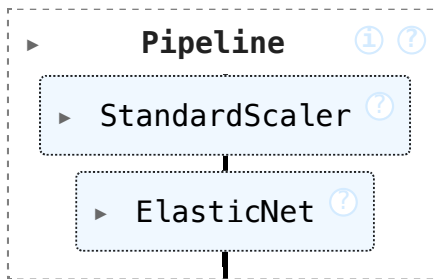 ▸ Pipeline i ?
▸ StandardScaler ?
▸ ElasticNet ?